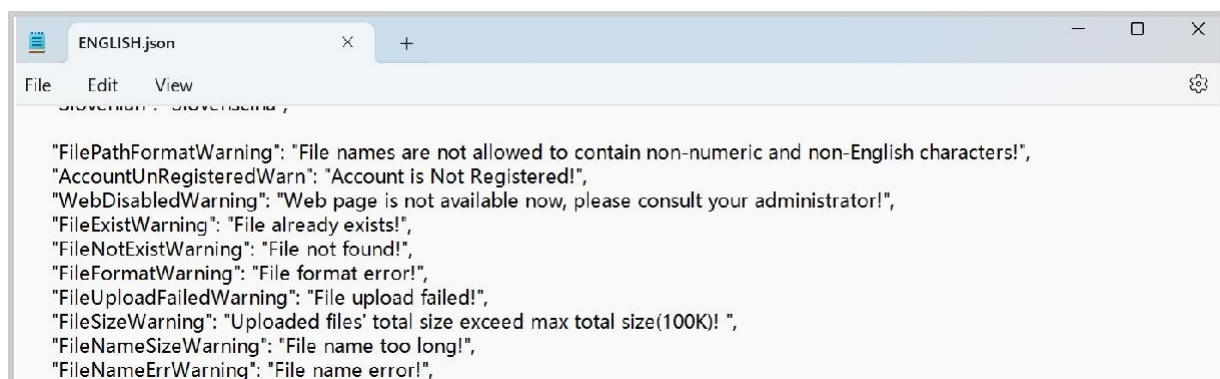 ENGLISH.json
File Edit View
"FilePathFormatWarning": "File names are not allowed to contain non-numeric and non-English characters!",
"AccountUnRegisteredWarn": "Account is Not Registered!",
"WebDisabledWarning": "Web page is not available now, please consult your administrator!",
"FileExistWarning": "File already exists!",
"FileNotExistWarning": "File not found!",
"FileFormatWarning": "File format error!",
"FileUploadFailedWarning": "File upload failed!",
"FileSizeWarning": "Uploaded files' total size exceed max total size(100K)! ",
"FileNameSizeWarning": "File name too long!",
"FileNameErrWarning": "File name error!",